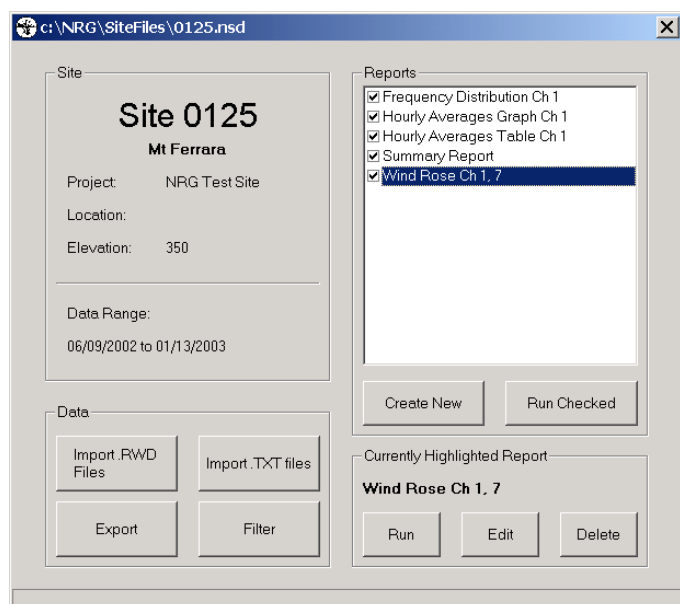 c:\NRG\SiteFiles\0125.nsd
Site
Site 0125
Mt Ferrara
Project: NRG Test Site
Location:
Elevation: 350
Data Range:
06/09/2002 to 01/13/2003
Data
Import .RWD
Files
Import .TXT files
Export
Filter
Reports
Frequency Distribution Ch 1
Hourly Averages Graph Ch 1
Hourly Averages Table Ch 1
Summary Report
Wind Rose Ch 1, 7
Create New
Run Checked
Currently Highlighted Report
Wind Rose Ch 1, 7
Run
Edit
Delete